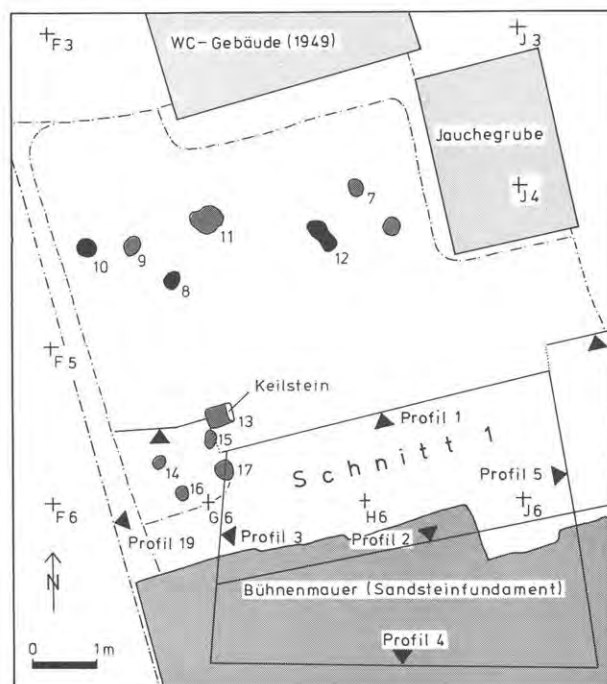 F3
J3
WC-Gebäude (1949)
Jauchegrube
J4
7
11
12
10
9
8
F5
Keilstein
13
Profil 1
15
Schnitt 1
14
17
Profil 5
16
F6
G6
H6
J6
Profil 19
Profil 3
Profil 2
N
Bühnenmauer (Sandsteinfundament)
Profil 4
0
1m